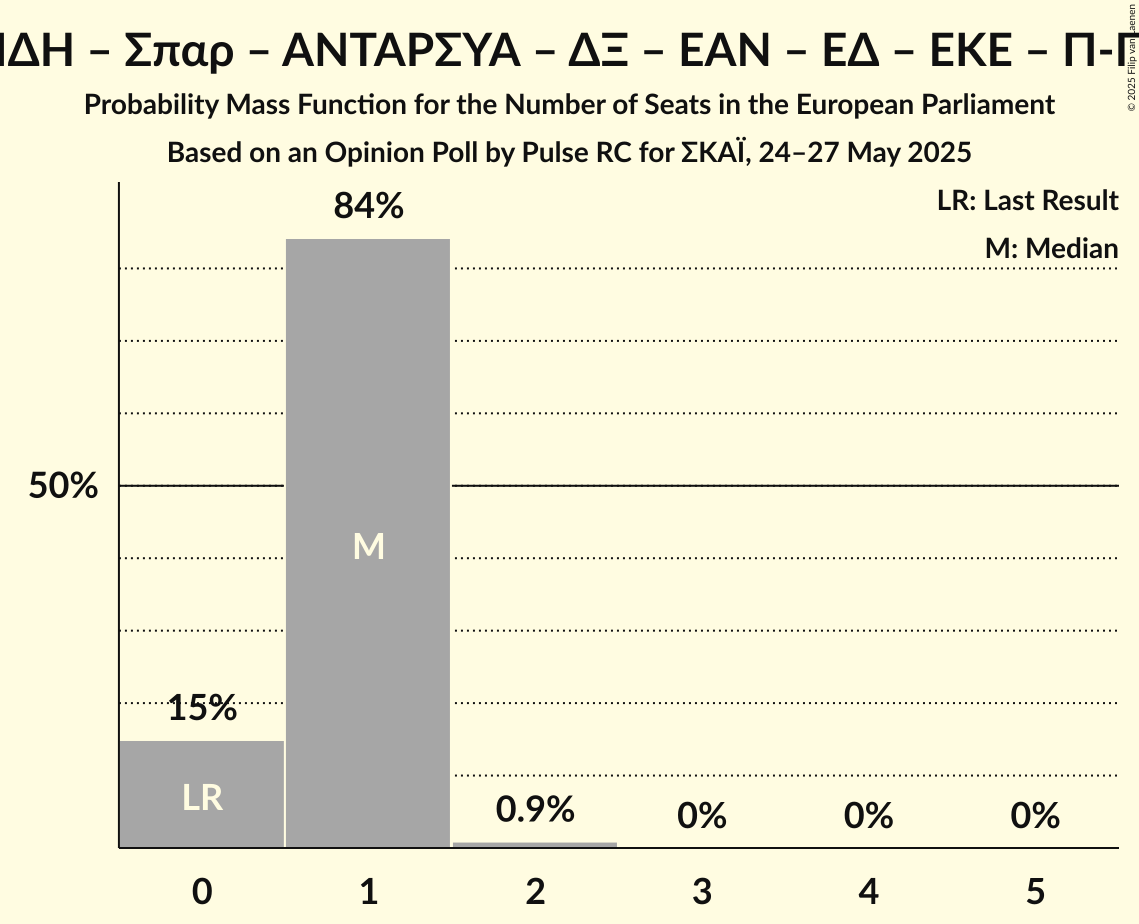 ΙΔΗ – Σπαρ – ΑΝΤΑΡΣΥΑ – ΔΞ – ΕΑΝ – ΕΔ – ΕΚΕ – Π-Γ
Probability Mass Function for the Number of Seats in the European Parliament
Based on an Opinion Poll by Pulse RC for ΣΚΑΪ, 24–27 May 2025
© 2025 Filip van Laenen
LR: Last Result
M: Median
84%
50%
M
15%
LR
0.9%
0%
0%
0%
0
1
2
3
4
5